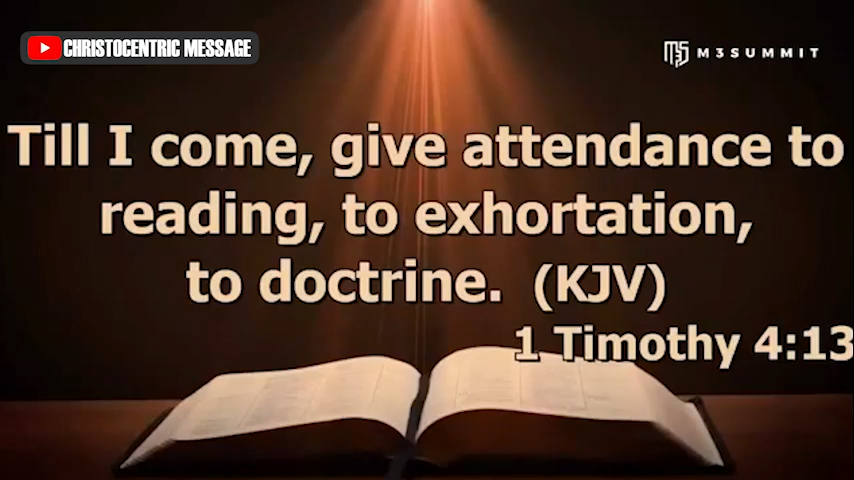 CHRISTOCENTRIC MESSAGE
M3SUMMIT
Till I come, give attendance to
reading, to exhortation,
to doctrine. (KJV)
1 Timothy 4:13